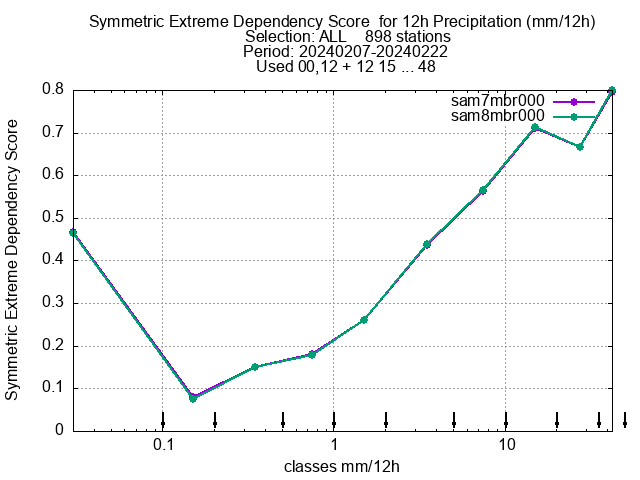 Symmetric Extreme Dependency Score  for 12h Precipitation (mm/12h)
Selection: ALL    898 stations
Period: 20240207-20240222
Used 00,12 + 12 15 ... 48
sam7mbr000
sam8mbr000
Symmetric Extreme Dependency Score
0.8
0.7
0.6
0.5
0.4
0.3
0.2
0.1
0
0.1 1 10
classes mm/12h